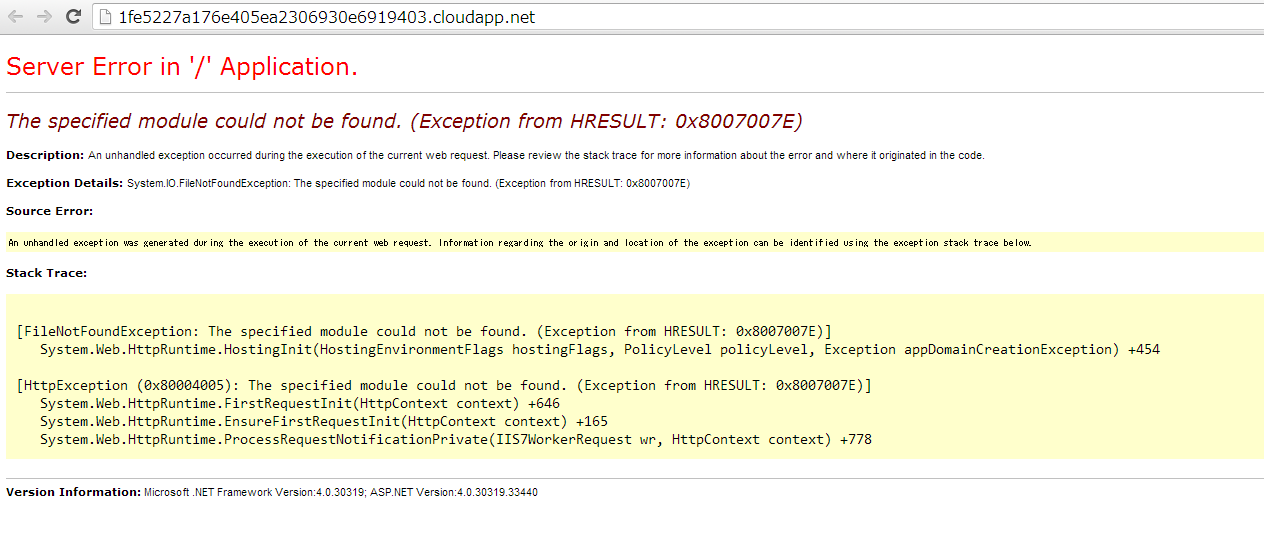 1fe5227a176e405ea2306930e6919403.cloudapp.net
Server Error in '/' Application.
The specified module could not be found. (Exception from HRESULT: 0x8007007E)
Description: An unhandled exception occurred during the execution of the current web request. Please review the stack trace for more information about the error and where it originated in the code.
Exception Details: System.IO.FileNotFoundException: The specified module could not be found. (Exception from HRESULT: 0x8007007E)
Source Error:
An unhandled exception was generated during the execution of the current web request. Information regarding the origin and location of the exception can be identified using the exception stack trace below.
Stack Trace:
[FileNotFoundException: The specified module could not be found. (Exception from HRESULT: 0x8007007E)]
System.Web.HttpRuntime.HostingInit(HostingEnvironmentFlags hostingFlags, PolicyLevel policyLevel, Exception appDomainCreationException) +454
[HttpException (0x80004005): The specified module could not be found. (Exception from HRESULT: 0x8007007E)]
System.Web.HttpRuntime.FirstRequestInit(HttpContext context) +646
System.Web.HttpRuntime.EnsureFirstRequestInit(HttpContext context) +165
System.Web.HttpRuntime.ProcessRequestNotificationPrivate(IIS7WorkerRequest wr, HttpContext context) +778
Version Information: Microsoft .NET Framework Version:4.0.30319; ASP.NET Version:4.0.30319.33440